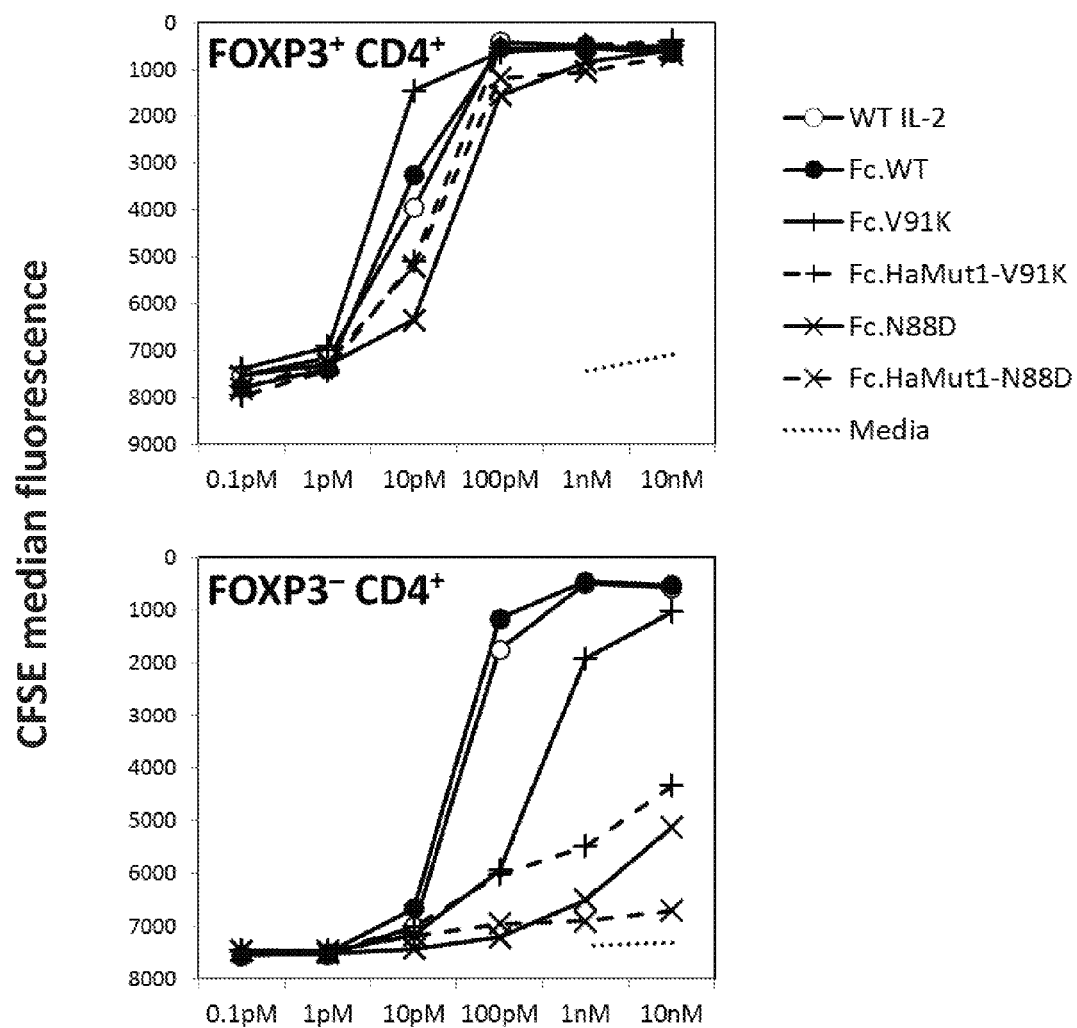 CFSE median fluorescence
FOXP3⁺ CD4⁺
0
1000
2000
3000
4000
5000
6000
7000
8000
9000
0.1pM 1pM 10pM 100pM 1nM 10nM
WT IL-2
Fc.WT
Fc.V91K
Fc.HaMut1-V91K
Fc.N88D
Fc.HaMut1-N88D
Media
FOXP3⁻ CD4⁺
0
1000
2000
3000
4000
5000
6000
7000
8000
0.1pM 1pM 10pM 100pM 1nM 10nM